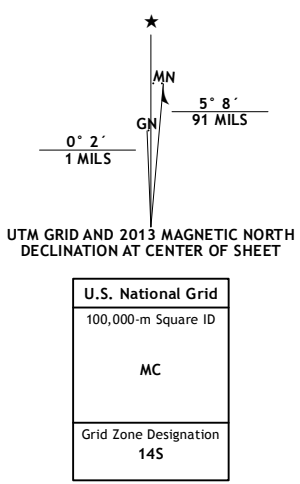 ★
MN
5° 8´
91 MILS
GN
0° 2´
1 MILS
UTM GRID AND 2013 MAGNETIC NORTH
DECLINATION AT CENTER OF SHEET
U.S. National Grid
100,000-m Square ID
MC
Grid Zone Designation
14S